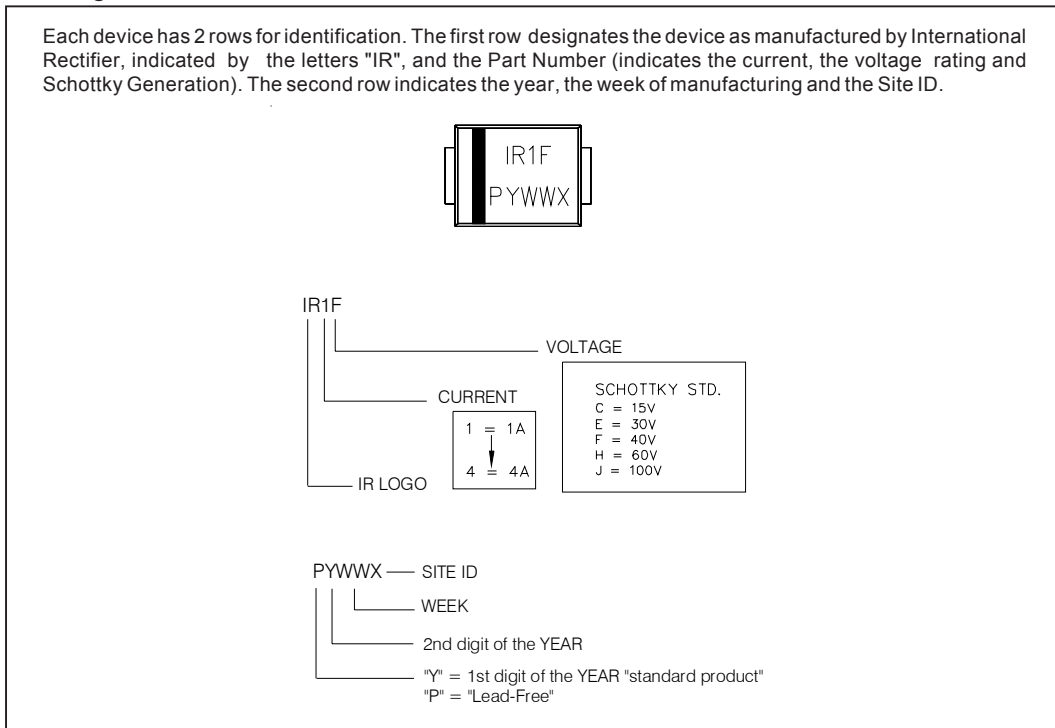 Each device has 2 rows for identification. The first row designates the device as manufactured by International
Rectifier, indicated by the letters "IR", and the Part Number (indicates the current, the voltage rating and
Schottky Generation). The second row indicates the year, the week of manufacturing and the Site ID.
IR1F
PYWWX
IR1F
VOLTAGE
SCHOTTKY STD.
C = 15V
E = 30V
F = 40V
H = 60V
J = 100V
CURRENT
1 = 1A
4 = 4A
IR LOGO
PYWWX
SITE ID
WEEK
2nd digit of the YEAR
"Y" = 1st digit of the YEAR "standard product"
"P" = "Lead-Free"